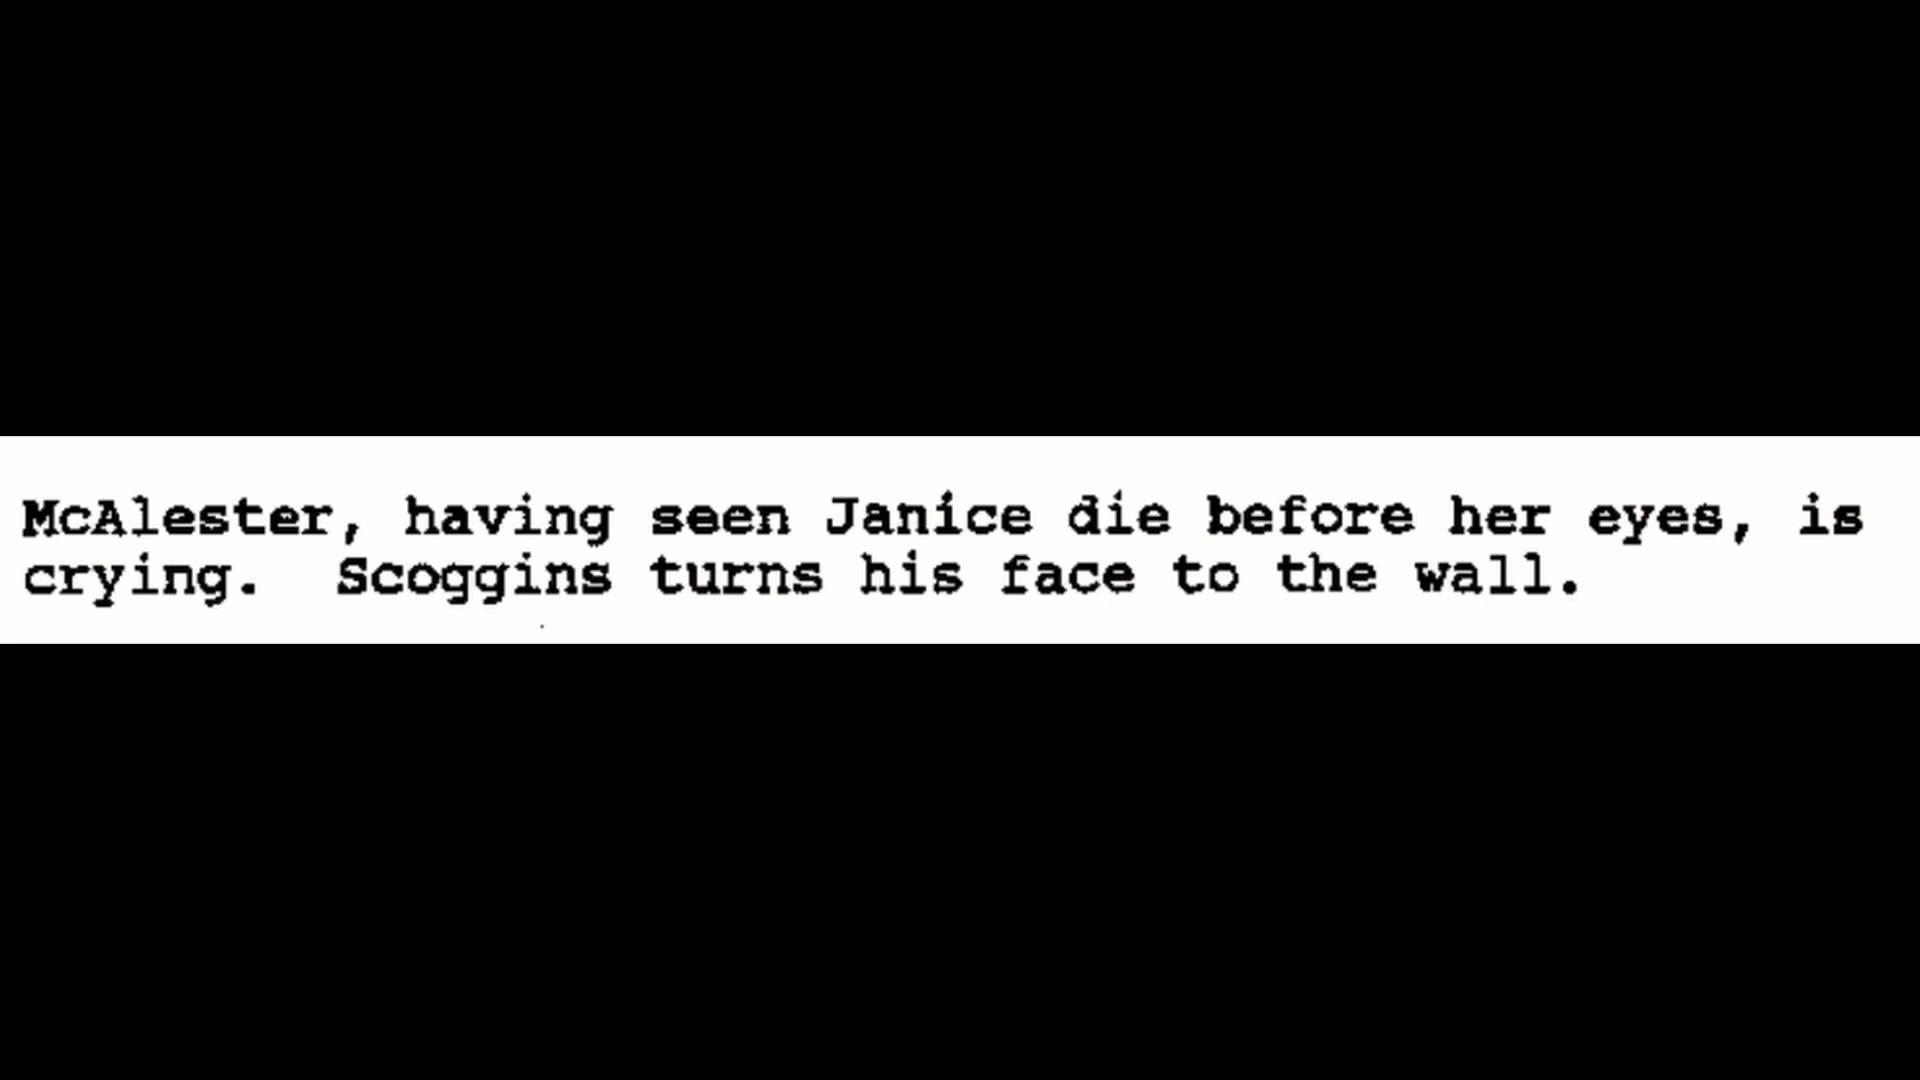 McAlester, having seen Janice die before her eyes, is
crying.  Scoggins turns his face to the wall.